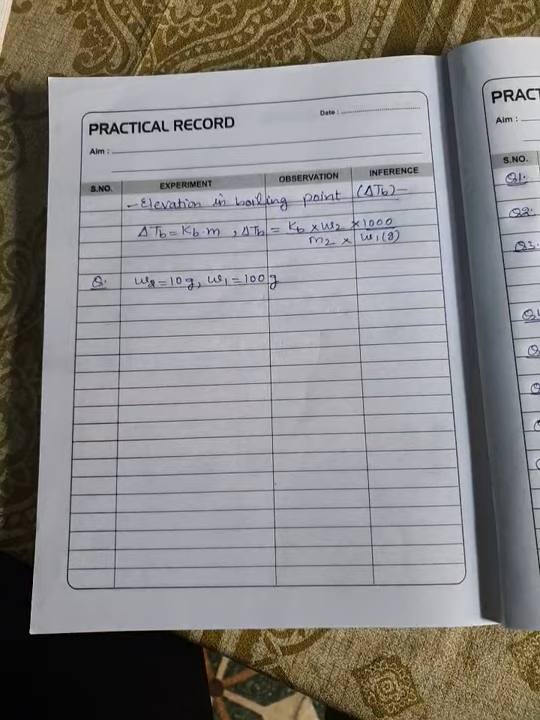 PRACTICAL RECORD
Date :
Aim :
S.NO. EXPERIMENT OBSERVATION INFERENCE
- Elevation in boiling point (ΔTb) –
ΔTb = Kb . m , ΔTb = Kb × w2 × 1000 / m2 × w1(g)
Q. w2 = 10 g, w1 = 100 g
PRACT
Aim :
S.NO.
Q1.
Q2.
Q3.